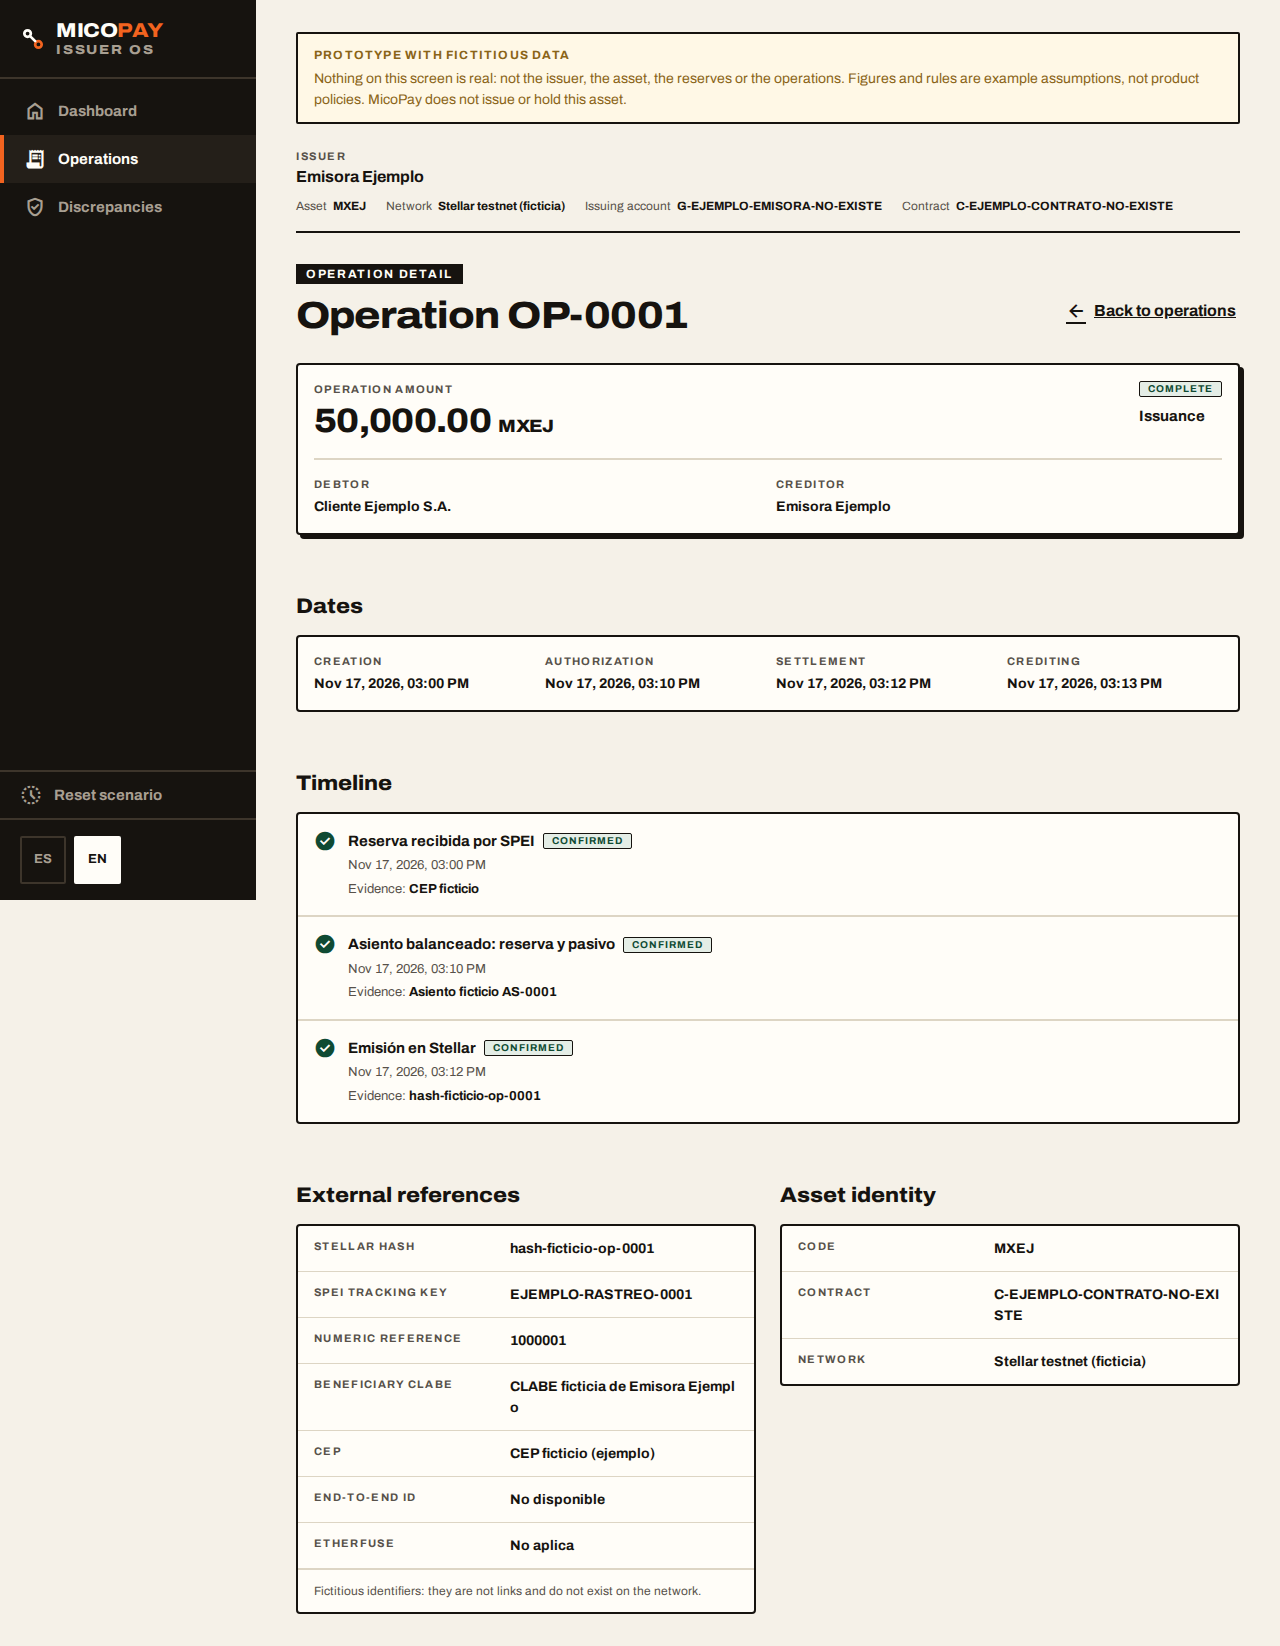 MICOPAY
ISSUER OS
Dashboard
Operations
Discrepancies
Reset scenario
ES
EN
PROTOTYPE WITH FICTITIOUS DATA
Nothing on this screen is real: not the issuer, the asset, the reserves or the operations. Figures and rules are example assumptions, not product
policies. MicoPay does not issue or hold this asset.
ISSUER
Emisora Ejemplo
Asset MXEJ Network Stellar testnet (ficticia) Issuing account G-EJEMPLO-EMISORA-NO-EXISTE Contract C-EJEMPLO-CONTRATO-NO-EXISTE
OPERATION DETAIL
Operation OP-0001
Back to operations
OPERATION AMOUNT
50,000.00 MXEJ
COMPLETE
Issuance
DEBTOR
Cliente Ejemplo S.A.
CREDITOR
Emisora Ejemplo
Dates
CREATION
Nov 17, 2026, 03:00 PM
AUTHORIZATION
Nov 17, 2026, 03:10 PM
SETTLEMENT
Nov 17, 2026, 03:12 PM
CREDITING
Nov 17, 2026, 03:13 PM
Timeline
Reserva recibida por SPEI CONFIRMED
Nov 17, 2026, 03:00 PM
Evidence: CEP ficticio
Asiento balanceado: reserva y pasivo CONFIRMED
Nov 17, 2026, 03:10 PM
Evidence: Asiento ficticio AS-0001
Emisión en Stellar CONFIRMED
Nov 17, 2026, 03:12 PM
Evidence: hash-ficticio-op-0001
External references
STELLAR HASH hash-ficticio-op-0001
SPEI TRACKING KEY EJEMPLO-RASTREO-0001
NUMERIC REFERENCE 1000001
BENEFICIARY CLABE CLABE ficticia de Emisora Ejempl
o
CEP CEP ficticio (ejemplo)
END-TO-END ID No disponible
ETHERFUSE No aplica
Fictitious identifiers: they are not links and do not exist on the network.
Asset identity
CODE MXEJ
CONTRACT C-EJEMPLO-CONTRATO-NO-EXI
STE
NETWORK Stellar testnet (ficticia)